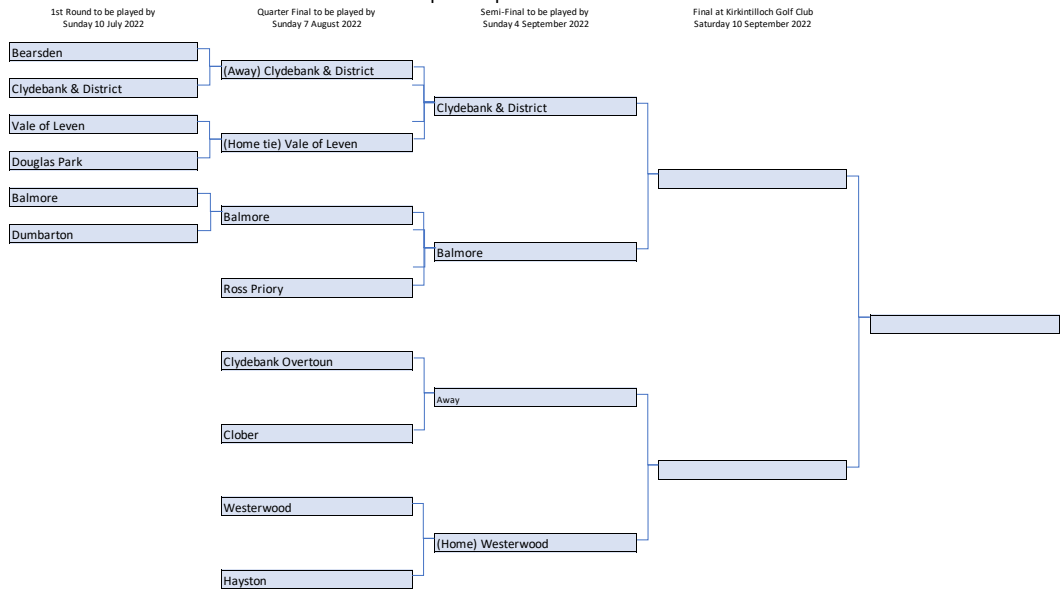 1st Round to be played by
Sunday 10 July 2022
Quarter Final to be played by
Sunday 7 August 2022
Semi-Final to be played by
Sunday 4 September 2022
Final at Kirkintilloch Golf Club
Saturday 10 September 2022
Bearsden
Clydebank & District
Vale of Leven
Douglas Park
Balmore
Dumbarton
(Away) Clydebank & District
(Home tie) Vale of Leven
Balmore
Ross Priory
Clydebank Overtoun
Clober
Westerwood
Hayston
Clydebank & District
Balmore
Away
(Home) Westerwood